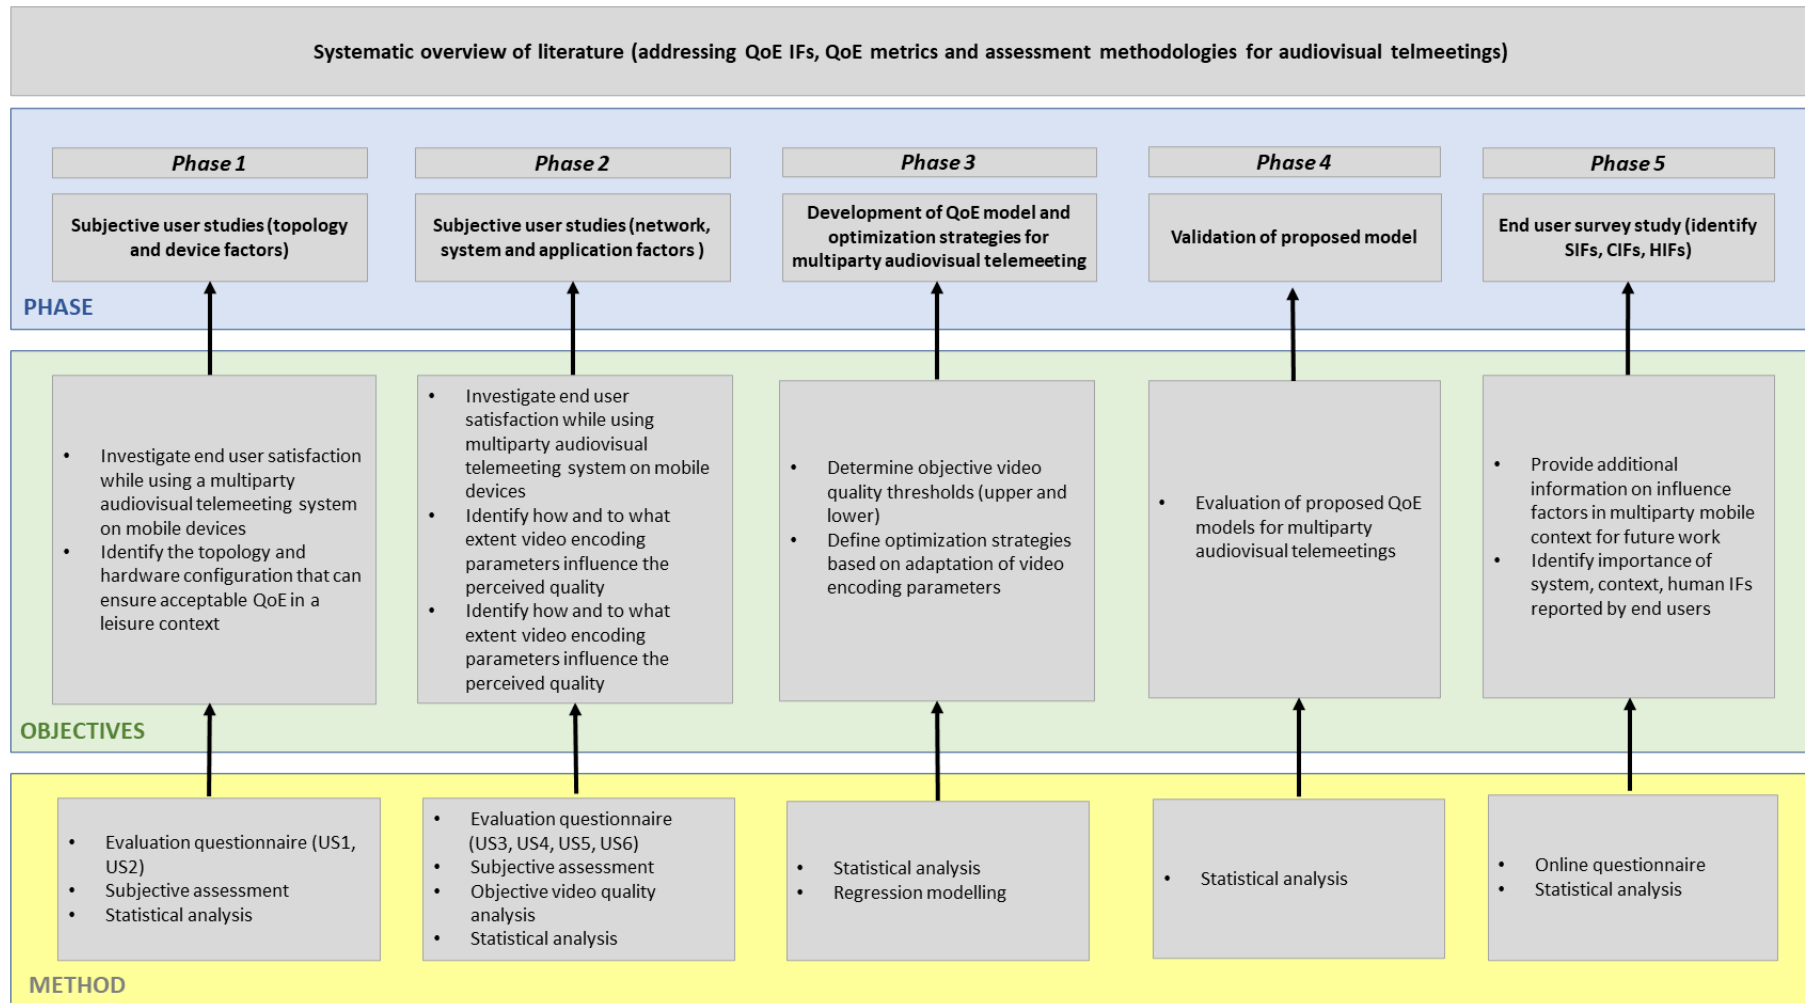 Systematic overview of literature (addressing QoE IFs, QoE metrics and assessment methodologies for audiovisual telmeetings)
Phase 1
Phase 2
Phase 3
Phase 4
Phase 5
Subjective user studies (topology
and device factors)
Subjective user studies (network,
system and application factors )
Development of QoE model and
optimization strategies for
multiparty audiovisual telemeeting
Validation of proposed model
End user survey study (identify
SIFs, CIFs, HIFs)
PHASE
• Investigate end user satisfaction
while using a multiparty
audiovisual telemeeting system
on mobile devices
• Identify the topology and
hardware configuration that can
ensure acceptable QoE in a
leisure context
• Investigate end user
satisfaction while using
multiparty audiovisual
telemeeting system on mobile
devices
• Identify how and to what
extent video encoding
parameters influence the
perceived quality
• Identify how and to what
extent video encoding
parameters influence the
perceived quality
• Determine objective video
quality thresholds (upper and
lower)
• Define optimization strategies
based on adaptation of video
encoding parameters
• Evaluation of proposed QoE
models for multiparty
audiovisual telemeetings
• Provide additional
information on influence
factors in multiparty mobile
context for future work
• Identify importance of
system, context, human IFs
reported by end users
OBJECTIVES
• Evaluation questionnaire (US1,
US2)
• Subjective assessment
• Statistical analysis
• Evaluation questionnaire
(US3, US4, US5, US6)
• Subjective assessment
• Objective video quality
analysis
• Statistical analysis
• Statistical analysis
• Regression modelling
• Statistical analysis
• Online questionnaire
• Statistical analysis
METHOD